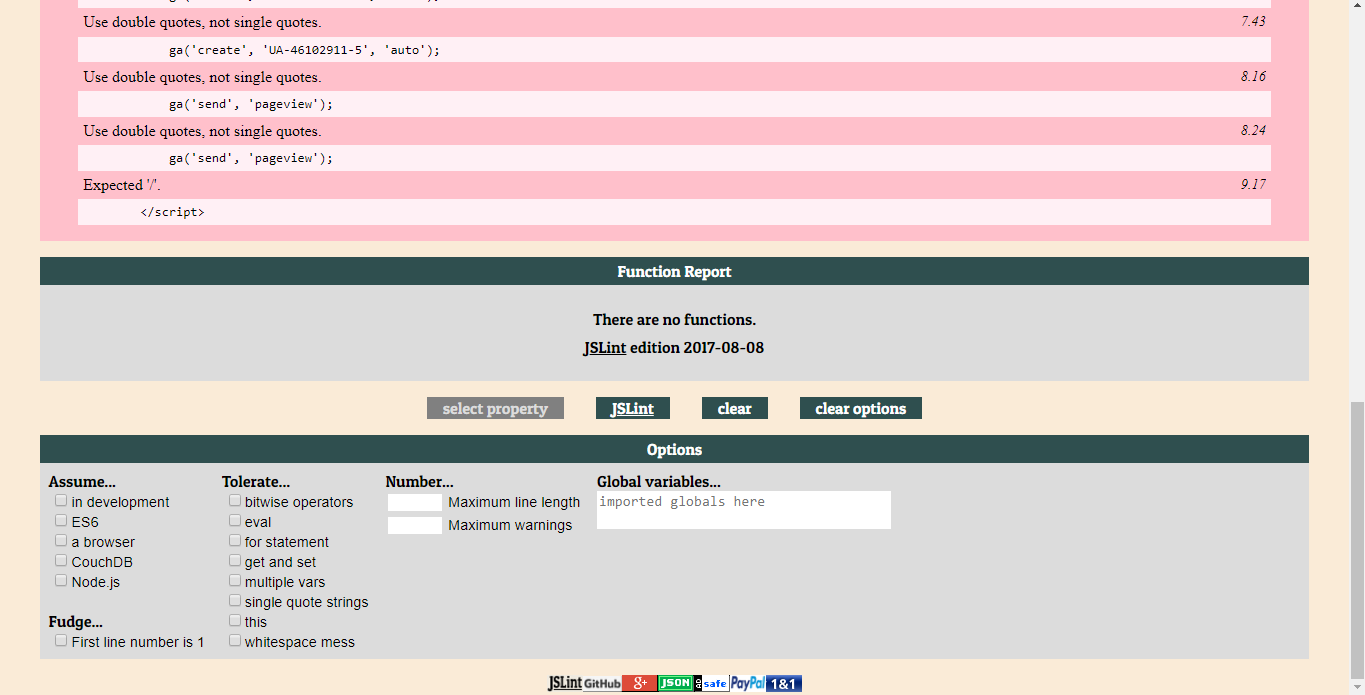 Use double quotes, not single quotes. 7.43
ga('create', 'UA-46102911-5', 'auto');
Use double quotes, not single quotes. 8.16
ga('send', 'pageview');
Use double quotes, not single quotes. 8.24
ga('send', 'pageview');
Expected '/'. 9.17
</script>
Function Report
There are no functions.
JSLint edition 2017-08-08
select property JSLint clear clear options
Options
Assume...
in development
ES6
a browser
CouchDB
Node.js
Fudge...
First line number is 1
Tolerate...
bitwise operators
eval
for statement
get and set
multiple vars
single quote strings
this
whitespace mess
Number...
Maximum line length
Maximum warnings
Global variables...
imported globals here
JSLint GitHub g+ JSON ad safe PayPal 1&1